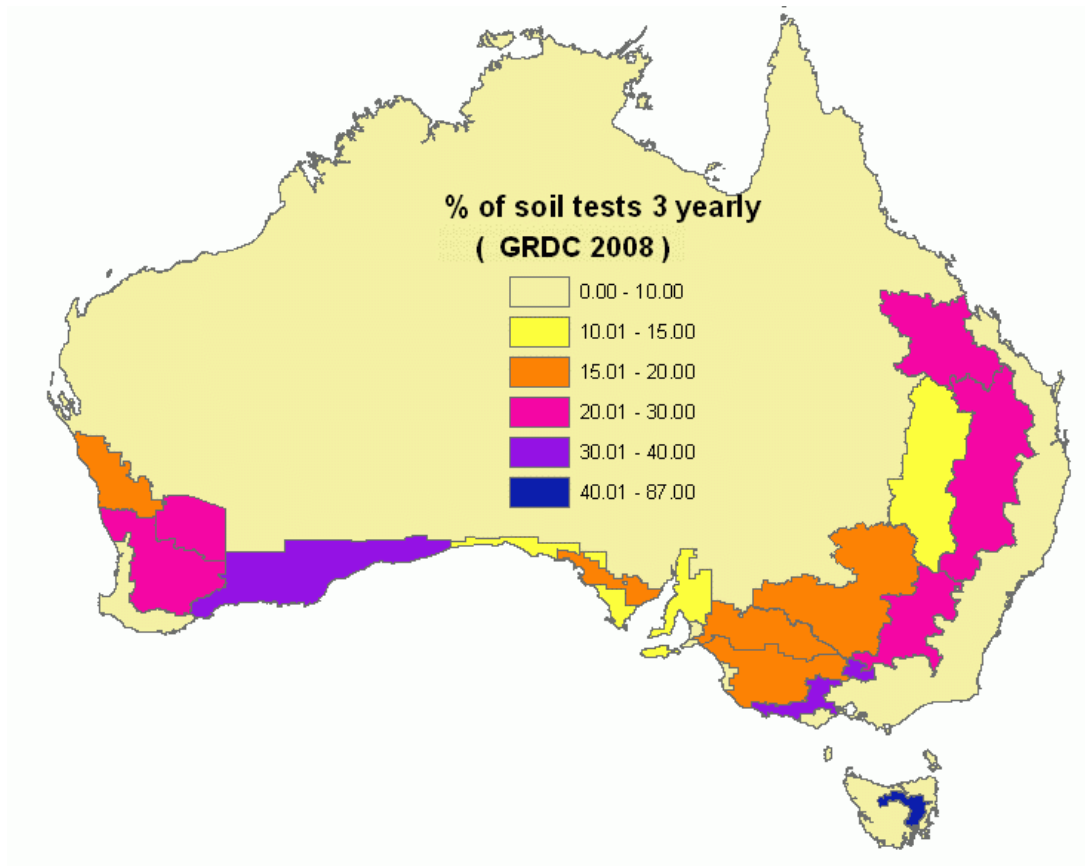 % of soil tests 3 yearly
( GRDC 2008 )
0.00 - 10.00
10.01 - 15.00
15.01 - 20.00
20.01 - 30.00
30.01 - 40.00
40.01 - 87.00